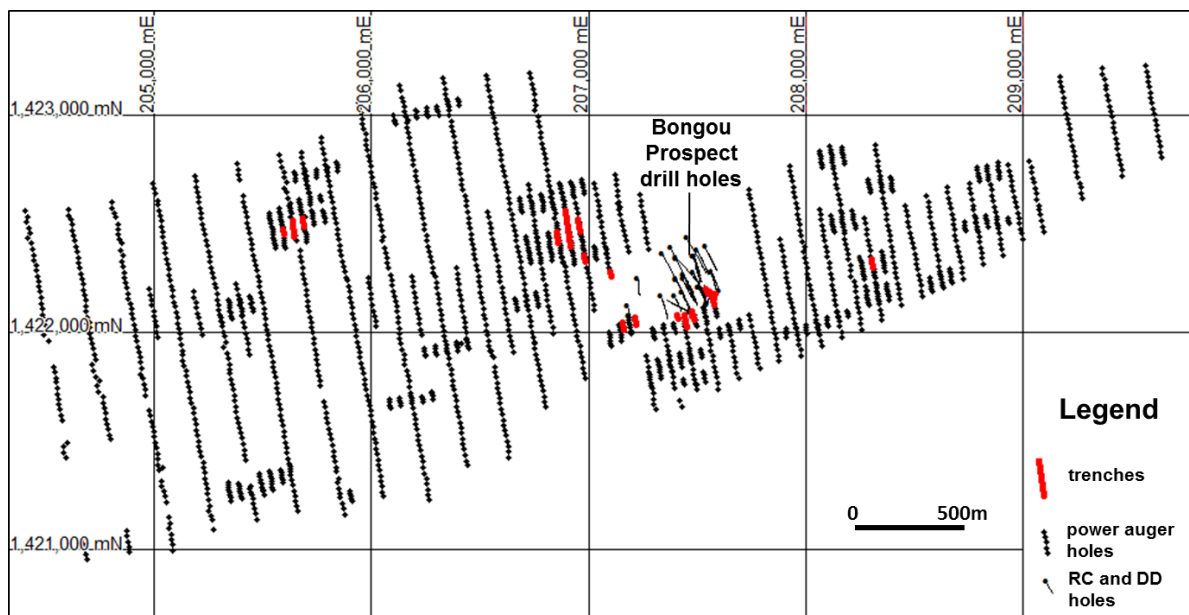 205,000 mE
206,000 mE
207,000 mE
208,000 mE
209,000 mE
1,423,000 mN
Bongou
Prospect
drill holes
1,422,000 mN
Legend
trenches
0 500m
power auger
holes
1,421,000 mN
RC and DD
holes